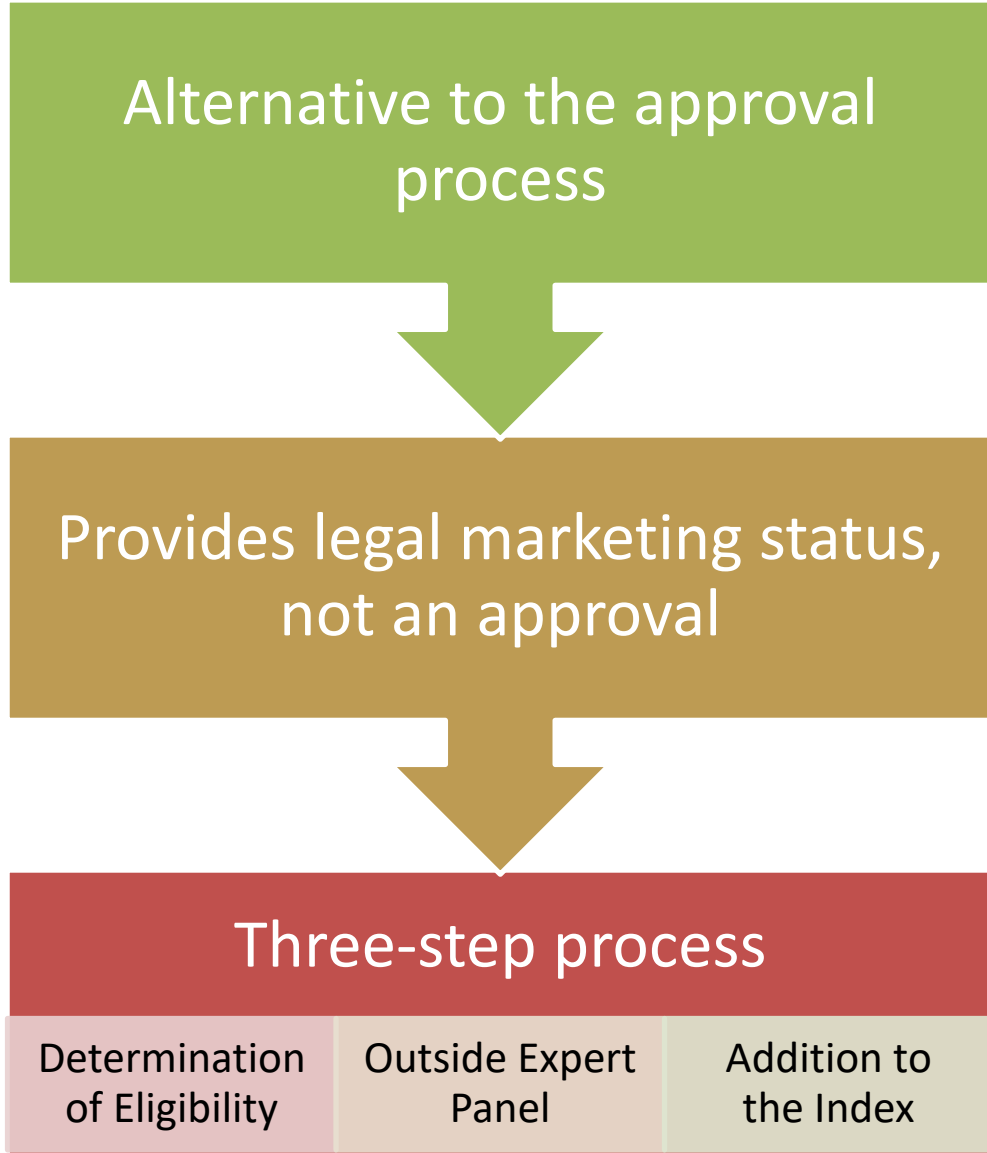 Alternative to the approval
process
Provides legal marketing status,
not an approval
Three-step process
Determination
of Eligibility
Outside Expert
Panel
Addition to
the Index